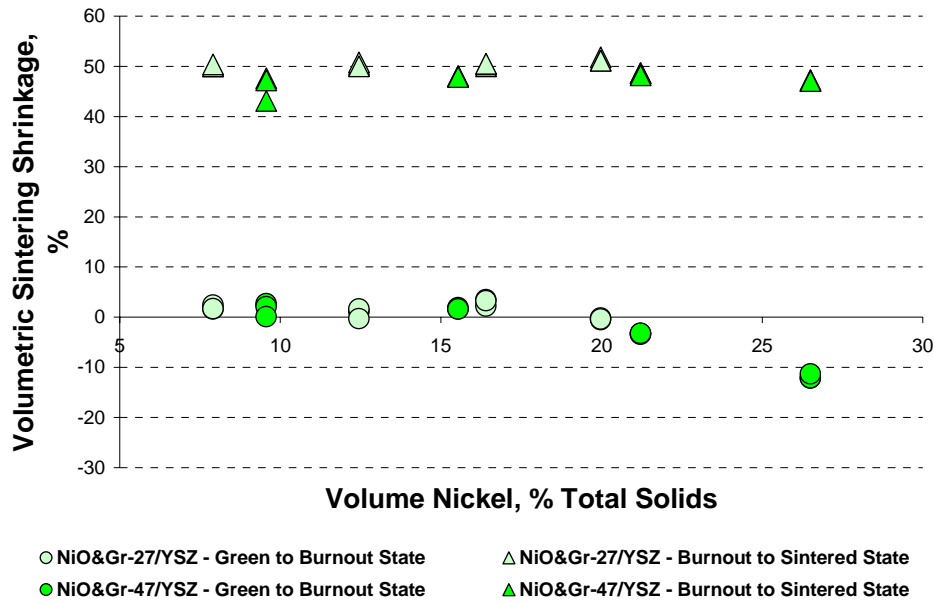 60
50
40
30
20
10
0
-10
-20
-30
5
10
15
20
25
30
Volumetric Sintering Shrinkage,
%
Volume Nickel, % Total Solids
NiO&Gr-27/YSZ - Green to Burnout State
NiO&Gr-27/YSZ - Burnout to Sintered State
NiO&Gr-47/YSZ - Green to Burnout State
NiO&Gr-47/YSZ - Burnout to Sintered State